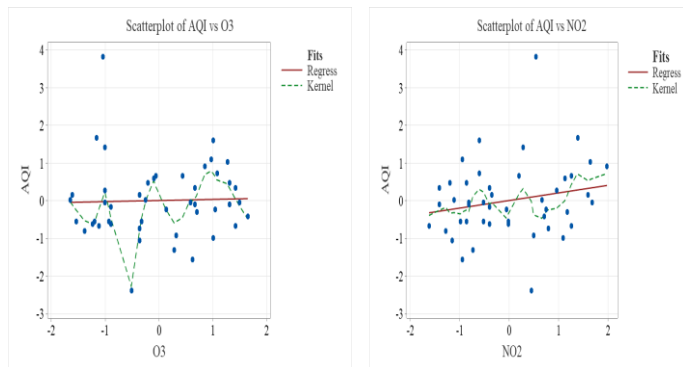 Scatterplot of AQI vs O3
Fits
Regress
Kernel
AQI
4
3
2
1
0
-1
-2
-3
-2
-1
0
1
2
O3
Scatterplot of AQI vs NO2
Fits
Regress
Kernel
AQI
4
3
2
1
0
-1
-2
-3
-2
-1
0
1
2
NO2